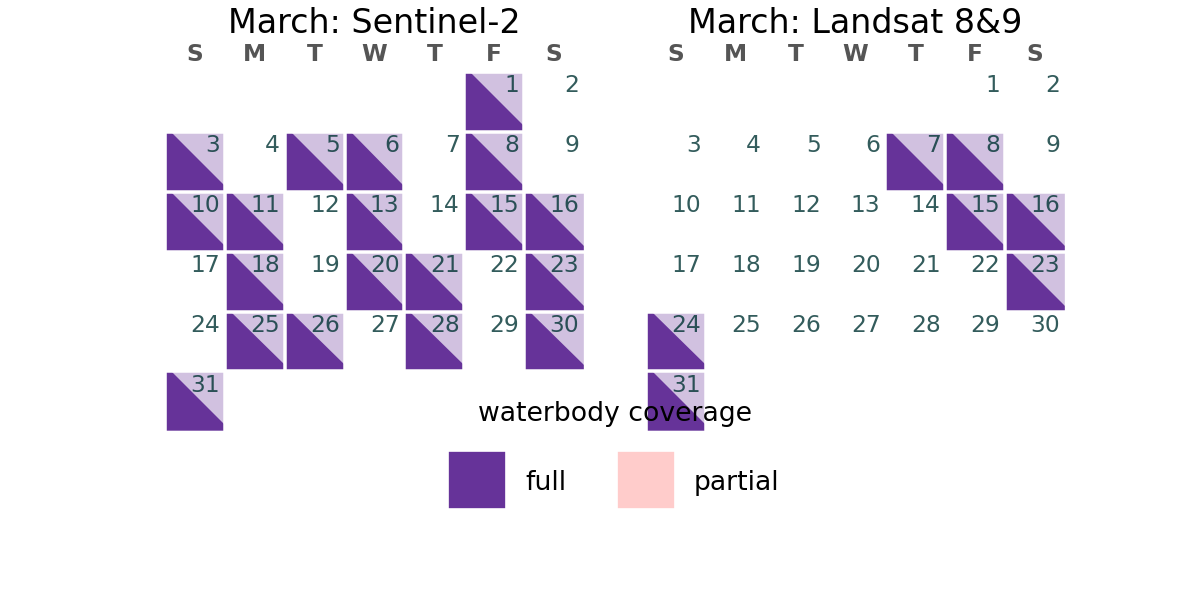 March: Sentinel-2
S M T W T F S
1 2
3 4 5 6 7 8 9
10 11 12 13 14 15 16
17 18 19 20 21 22 23
24 25 26 27 28 29 30
31
March: Landsat 8&9
S M T W T F S
1 2
3 4 5 6 7 8 9
10 11 12 13 14 15 16
17 18 19 20 21 22 23
24 25 26 27 28 29 30
31
waterbody coverage
full partial